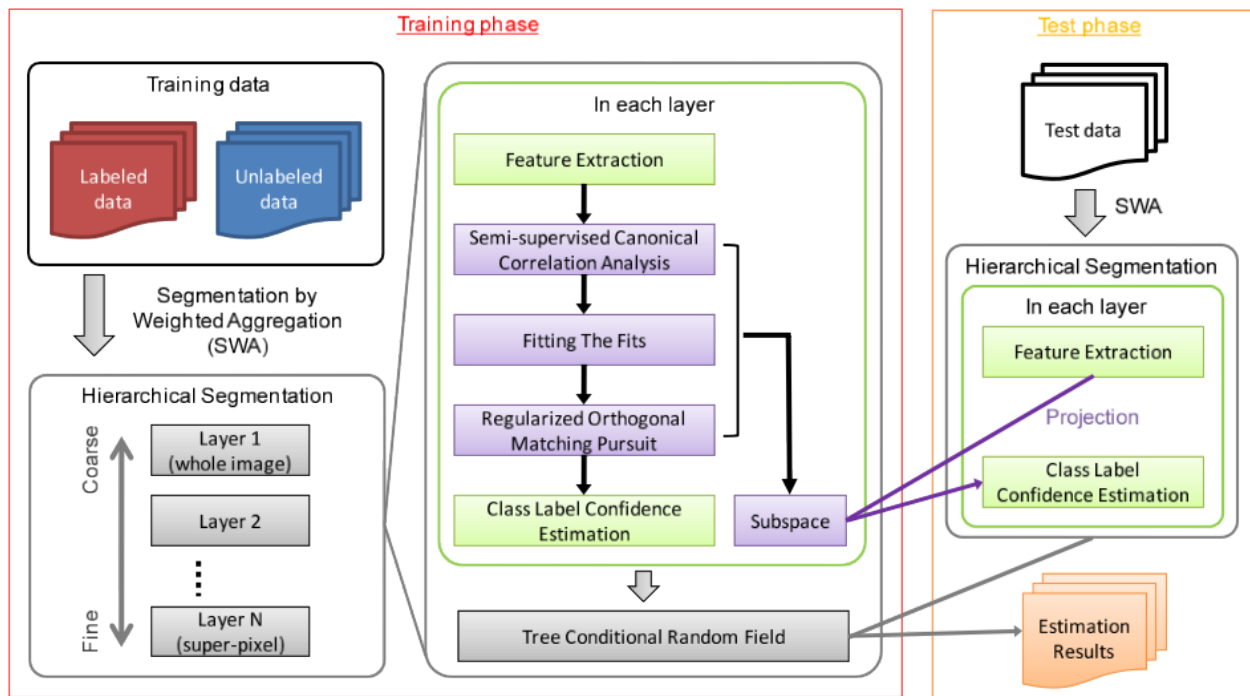 Training phase
Training data
Labeled
data
Unlabeled
data
Segmentation by
Weighted Aggregation
(SWA)
Hierarchical Segmentation
Coarse
Fine
Layer 1
(whole image)
Layer 2
Layer N
(super-pixel)
In each layer
Feature Extraction
Semi-supervised Canonical
Correlation Analysis
Fitting The Fits
Regularized Orthogonal
Matching Pursuit
Class Label Confidence
Estimation
Subspace
Tree Conditional Random Field
Test phase
Test data
SWA
Hierarchical Segmentation
In each layer
Feature Extraction
Projection
Class Label
Confidence Estimation
Estimation
Results